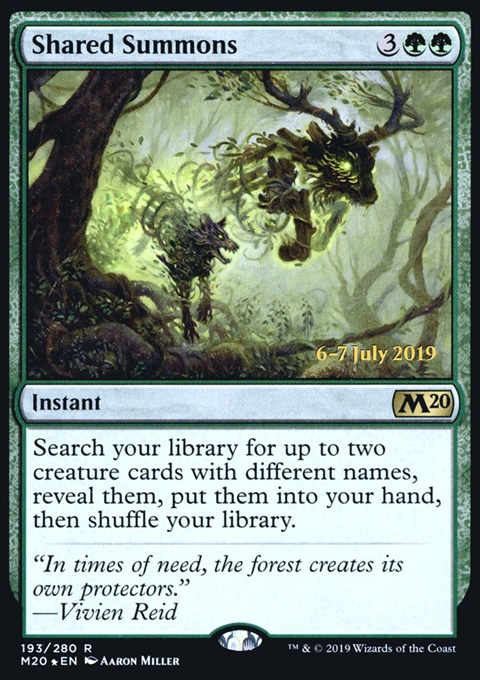 Shared Summons 3
6–7 July 2019
Instant M20
Search your library for up to two
creature cards with different names,
reveal them, put them into your hand,
then shuffle your library.
“In times of need, the forest creates its
own protectors.”
—Vivien Reid
193/280 R
M20 ★ EN Aaron Miller
™ & © 2019 Wizards of the Coast